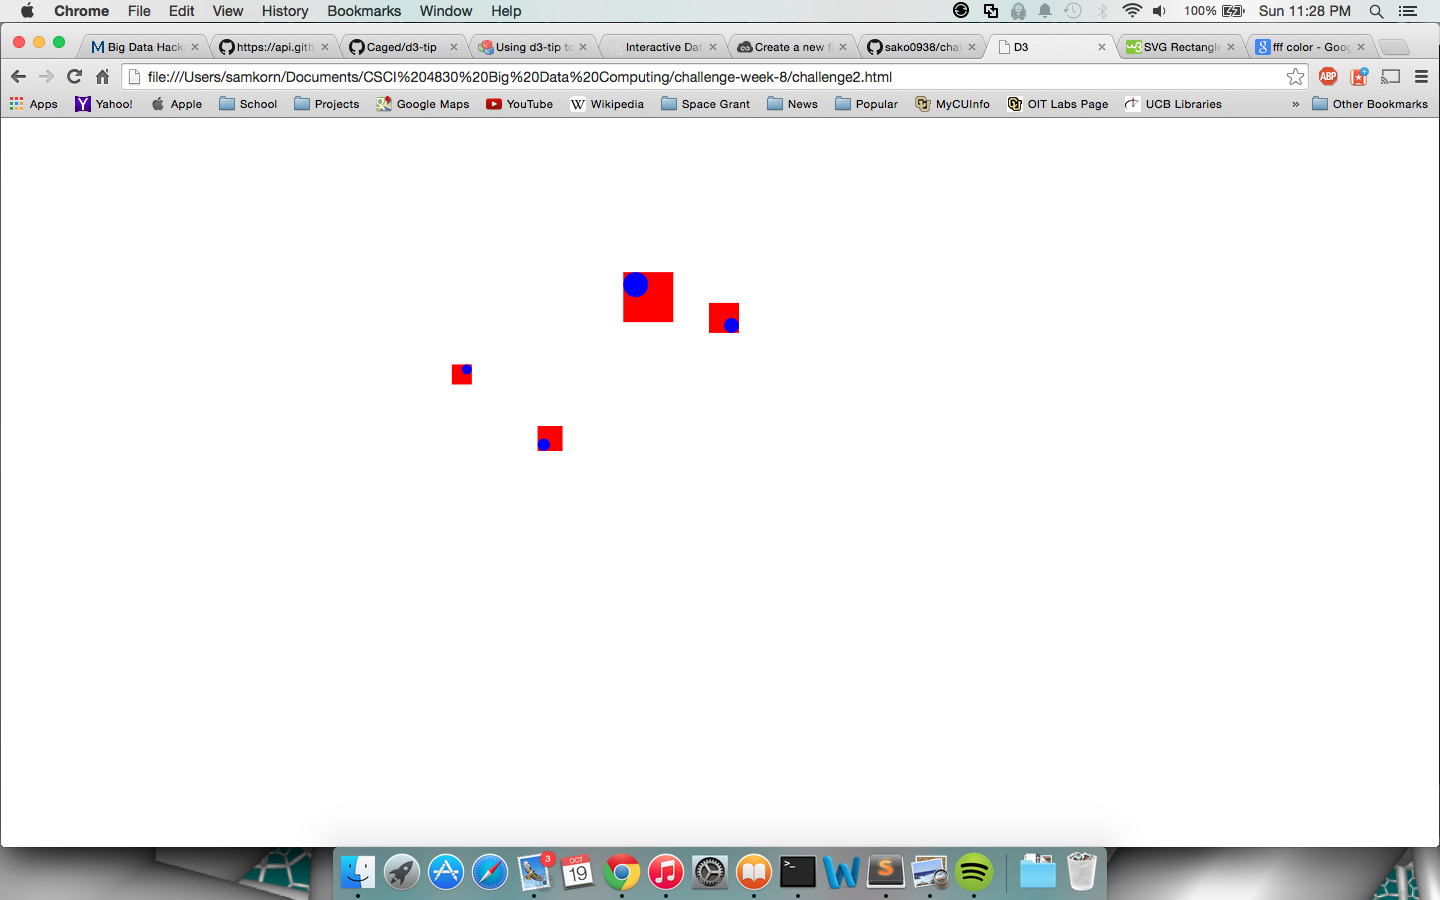 Chrome File Edit View History Bookmarks Window Help 100% Sun 11:28 PM
Big Data Hack https://api.gith Caged/d3-tip Using d3-tip to Interactive Dat Create a new f sako0938/chal D3 SVG Rectangle fff color - Goog
file:///Users/samkorn/Documents/CSCI%204830%20Big%20Data%20Computing/challenge-week-8/challenge2.html ABP
Apps Yahoo! Apple School Projects Google Maps YouTube W Wikipedia Space Grant News Popular MyCUInfo OIT Labs Page UCB Libraries » Other Bookmarks
3
OCT
19
>_
W
S